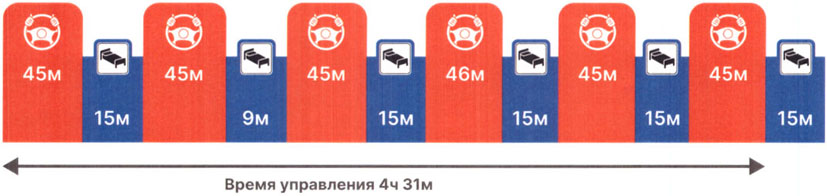 45м 45м 45м 46м 45м 45м
15м 9м 15м 15м 15м 15м
Время управления 4ч 31м